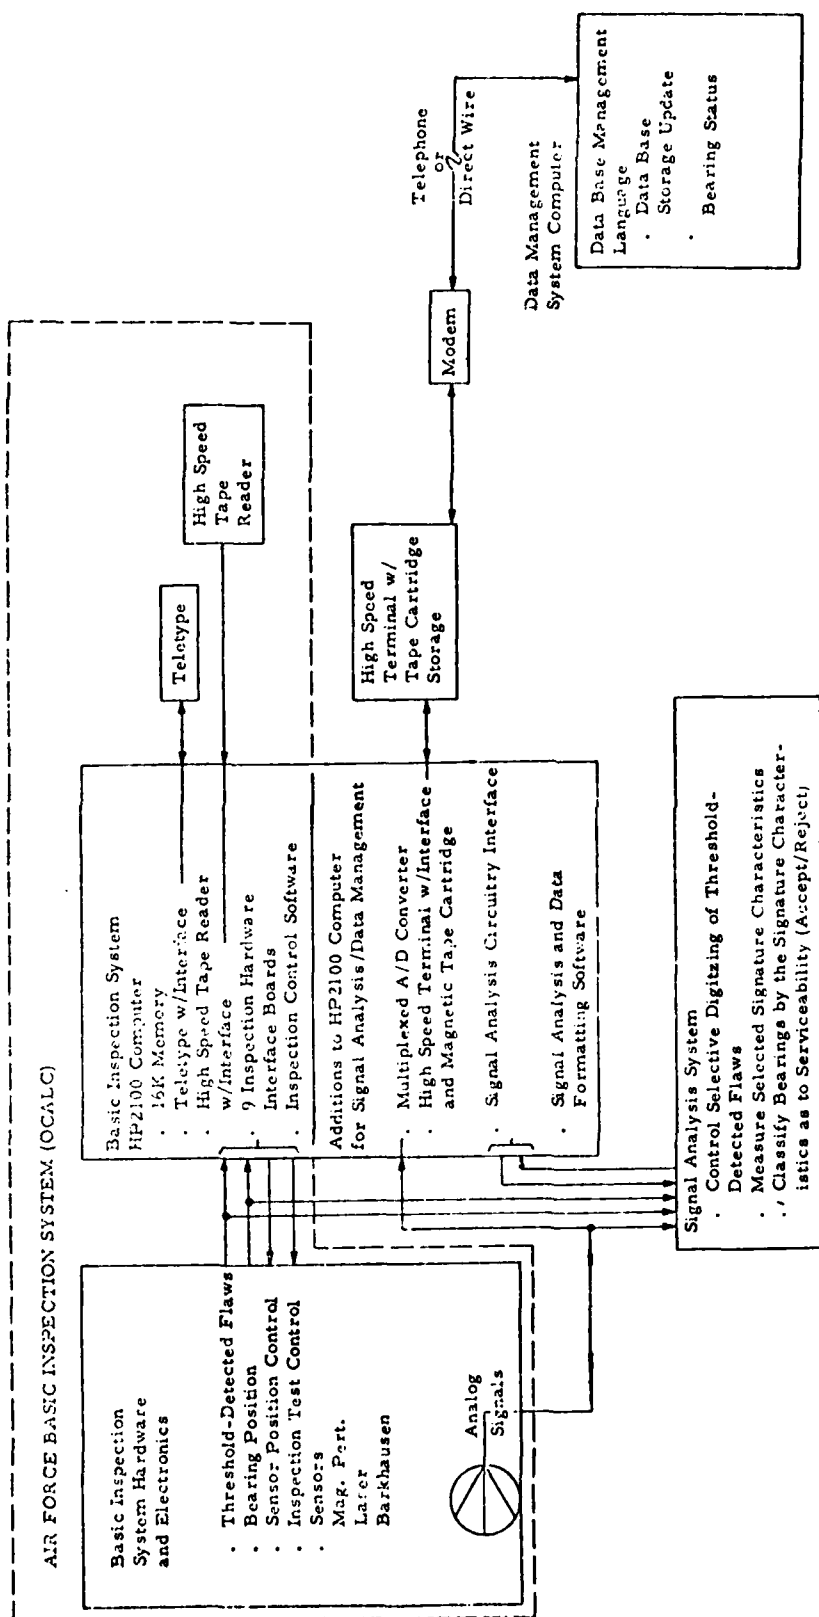 AIR FORCE BASIC INSPECTION SYSTEM (OCALC)
Basic Inspection
System Hardware
and Electronics
· Threshold-Detected Flaws
· Bearing Position
· Sensor Position Control
· Inspection Test Control
· Sensors
Mag. Pert.
Laser
Barkhausen
Analog
Signals
Basic Inspection System
HP2100 Computer
· 16K Memory
· Teletype w/Interface
· High Speed Tape Reader
w/Interface
· 9 Inspection Hardware
Interface Boards
· Inspection Control Software
Additions to HP2100 Computer
for Signal Analysis/Data Management
· Multiplexed A/D Converter
· High Speed Terminal w/Interface
and Magnetic Tape Cartridge
· Signal Analysis Circuitry Interface
· Signal Analysis and Data
Formatting Software
Teletype
High Speed
Tape
Reader
High Speed
Terminal w/
Tape Cartridge
Storage
Modem
Telephone
or
Direct Wire
Data Management
System Computer
Data Base Management
Language
· Data Base
Storage Update
· Bearing Status
Signal Analysis System
· Control Selective Digitzing of Threshold-
Detected Flaws
· Measure Selected Signature Characteristics
· Classify Bearings by the Signature Character-
istics as to Serviceability (Accept/Reject)